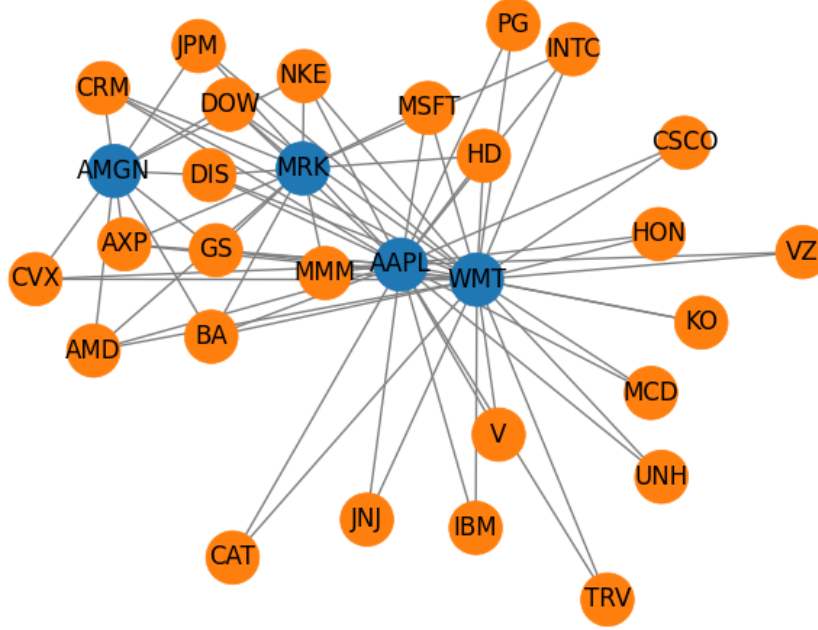 PG
JPM
INTC
NKE
CRM
DOW
MSFT
CSCO
HD
MRK
AMGN
DIS
HON
AXP
GS
VZ
AAPL
MMM
CVX
WMT
KO
BA
AMD
MCD
V
UNH
JNJ
IBM
CAT
TRV